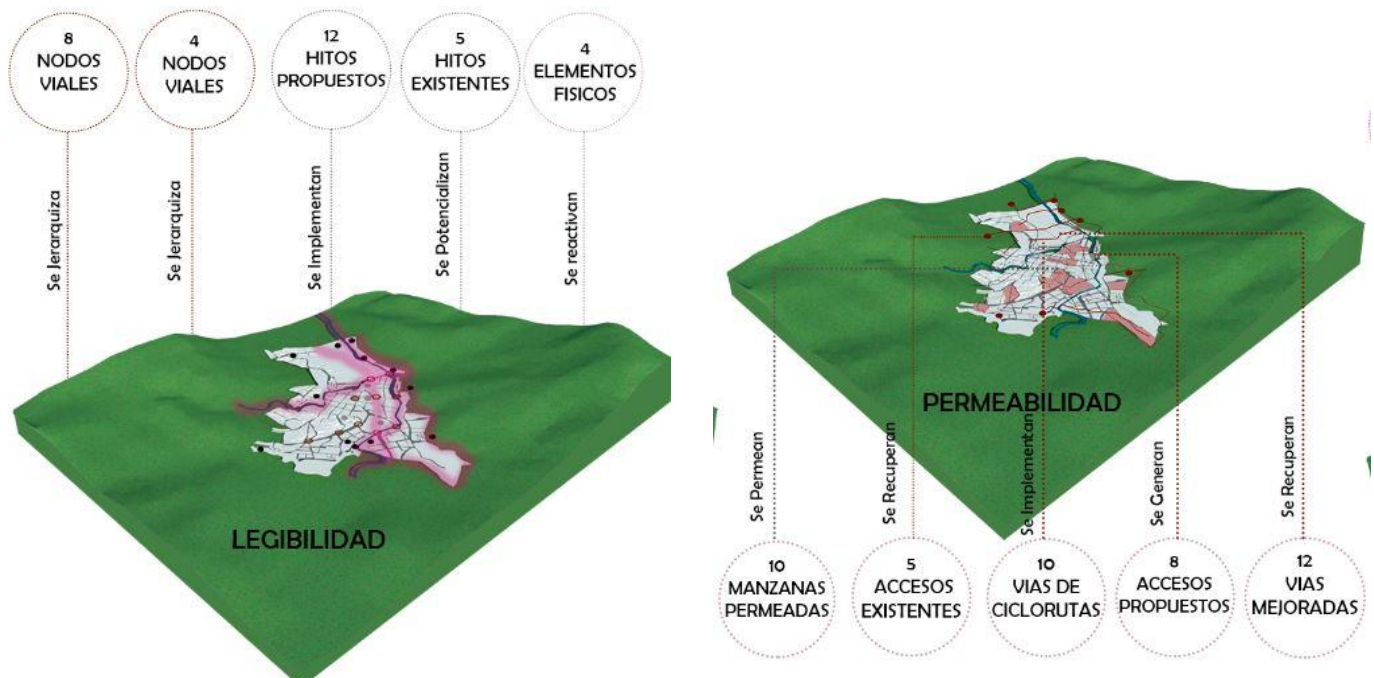 8
NODOS
VIALES
4
NODOS
VIALES
12
HITOS
PROPUESTOS
5
HITOS
EXISTENTES
4
ELEMENTOS
FISICOS
Se Jerarquiza
Se Jerarquiza
Se Implementan
Se Potencializan
Se reactivan
LEGIBILIDAD
PERMEABILIDAD
Se Permean
Se Recuperan
Se Implementan
Se Generan
Se Recuperan
10
MANZANAS
PERMEADAS
5
ACCESOS
EXISTENTES
10
VIAS DE
CICLORUTAS
8
ACCESOS
PROPUESTOS
12
VIAS
MEJORADAS